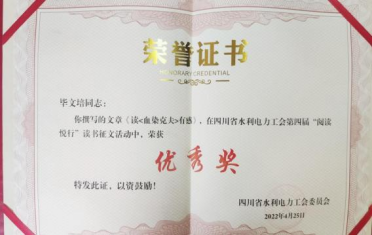 荣誉证书
HONORARY CREDENTIAL
毕文培同志：
你撰写的文章《读<血染克夫>有感》，在四川省水利电力工会第四届“阅读
悦行”读书征文活动中，荣获
优秀奖
特发此证，以资鼓励！
四川省水利电力工会委员会
2022年4月25日